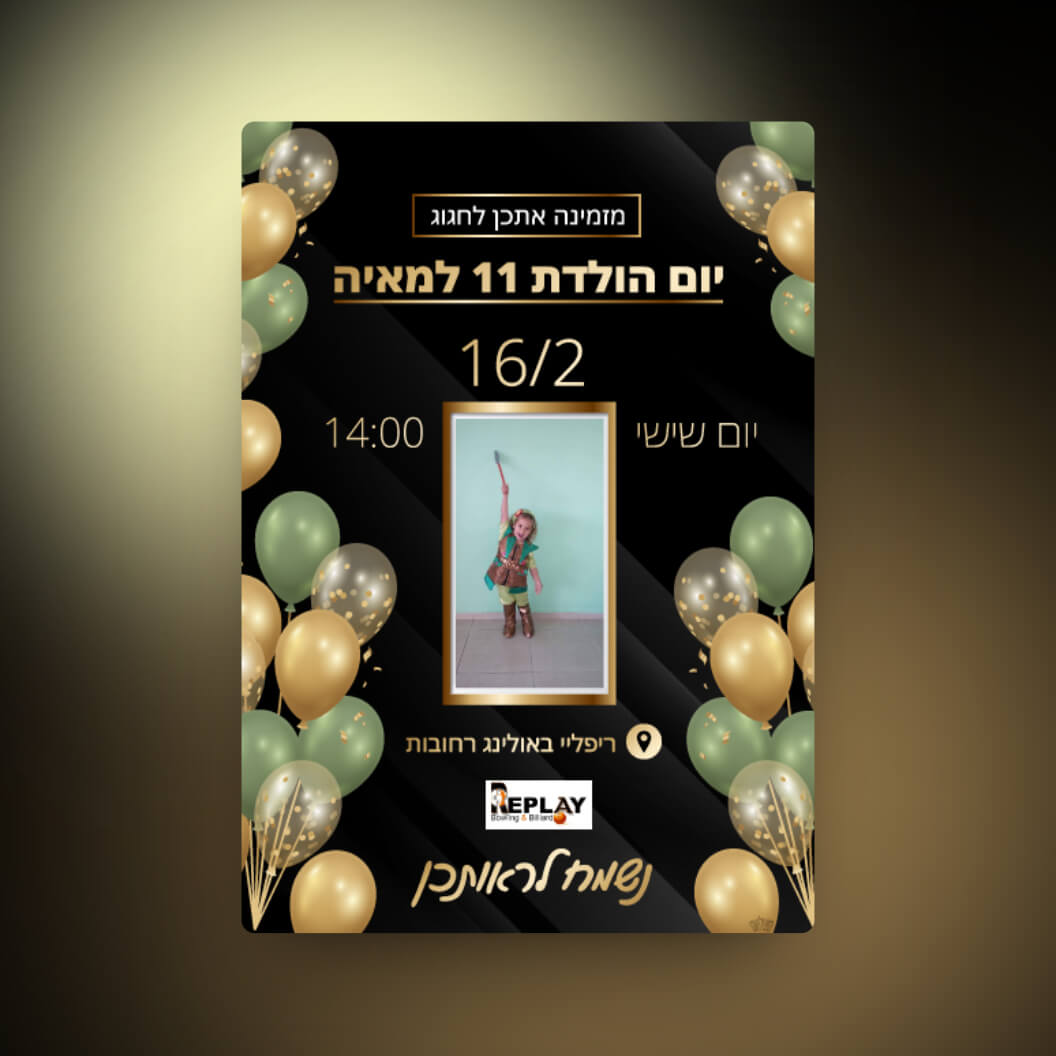 מזמינה אתכן לחגוג
יום הולדת 11 למאיה
16/2
יום שישי
14:00
ריפליי באולינג רחובות
REPLAY
Bowling & Billiard
נשמח לראותכן